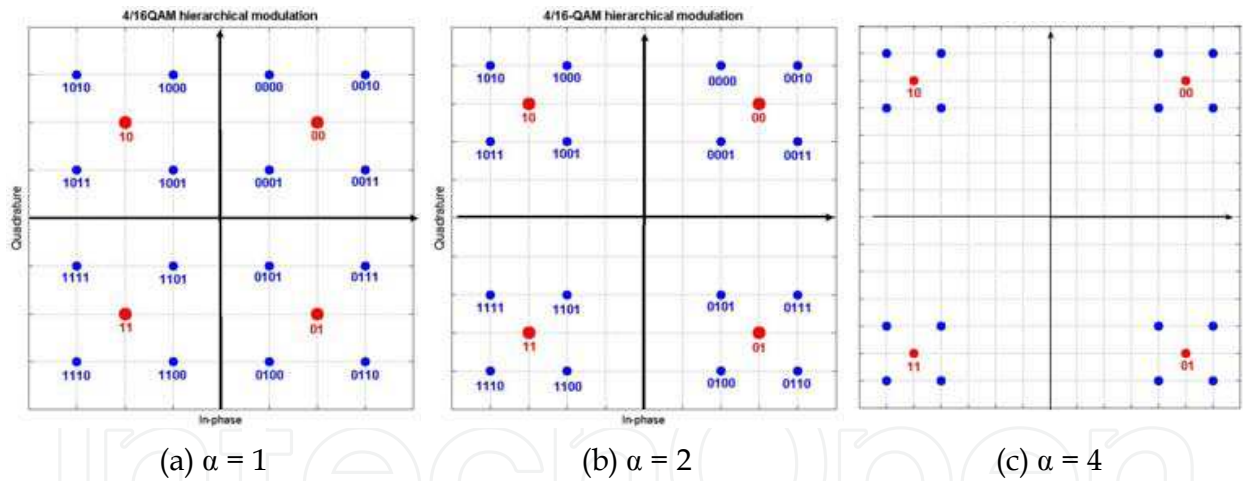 4/16QAM hierarchical modulation
1010 1000 0000 0010
10 00
1011 1001 0001 0011
Quadrature
1111 1101 0101 0111
11 01
1110 1100 0100 0110
In-phase
(a) α = 1
4/16-QAM hierarchical modulation
1010 1000 0000 0010
10 00
1011 1001 0001 0011
Quadrature
1111 1101 0101 0111
11 01
1110 1100 0100 0110
In-phase
(b) α = 2
10 00
11 01
(c) α = 4